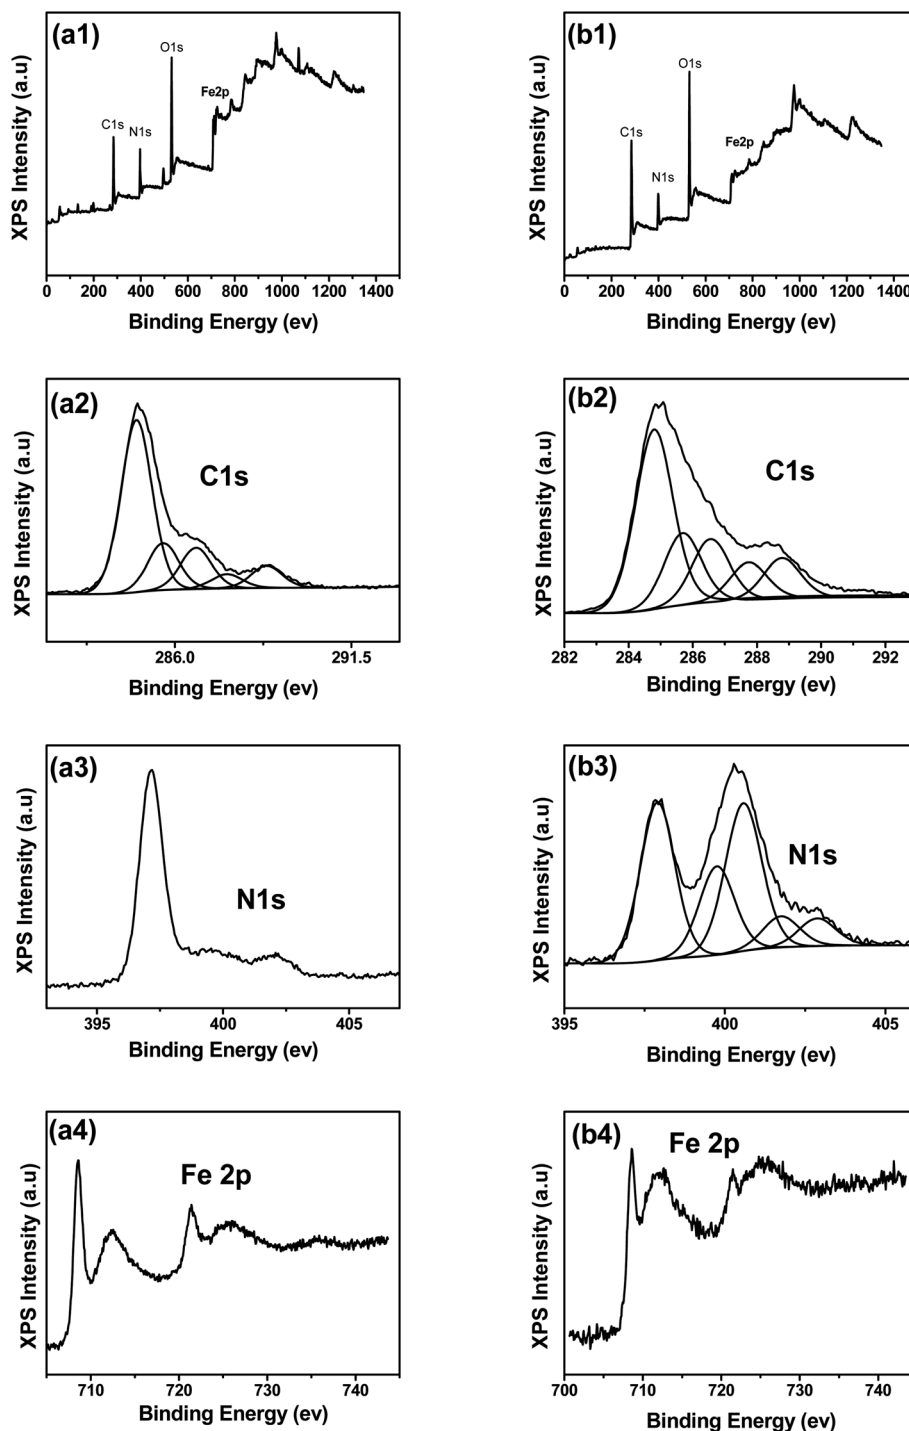 (a1)
O1s
Fe2p
C1s
N1s
XPS Intensity (a.u)
0 200 400 600 800 1000 1200 1400
Binding Energy (ev)
(b1)
O1s
C1s
Fe2p
N1s
XPS Intensity (a.u)
0 200 400 600 800 1000 1200 1400
Binding Energy (ev)
(a2)
C1s
XPS Intensity (a.u)
286.0 291.5
Binding Energy (ev)
(b2)
C1s
XPS Intensity (a.u)
282 284 286 288 290 292
Binding Energy (ev)
(a3)
N1s
XPS Intensity (a.u)
395 400 405
Binding Energy (ev)
(b3)
N1s
XPS Intensity (a.u)
395 400 405
Binding Energy (ev)
(a4)
Fe 2p
XPS Intensity (a.u)
710 720 730 740
Binding Energy (ev)
(b4)
Fe 2p
XPS Intensity (a.u)
700 710 720 730 740
Binding Energy (ev)